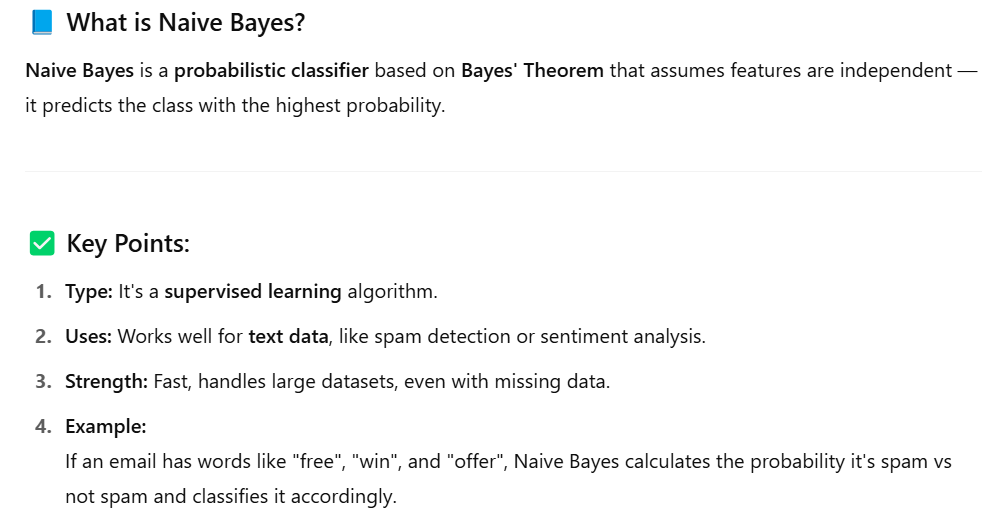 📘 What is Naive Bayes?
Naive Bayes is a probabilistic classifier based on Bayes' Theorem that assumes features are independent —
it predicts the class with the highest probability.
✅ Key Points:
1. Type: It's a supervised learning algorithm.
2. Uses: Works well for text data, like spam detection or sentiment analysis.
3. Strength: Fast, handles large datasets, even with missing data.
4. Example:
If an email has words like "free", "win", and "offer", Naive Bayes calculates the probability it's spam vs
not spam and classifies it accordingly.